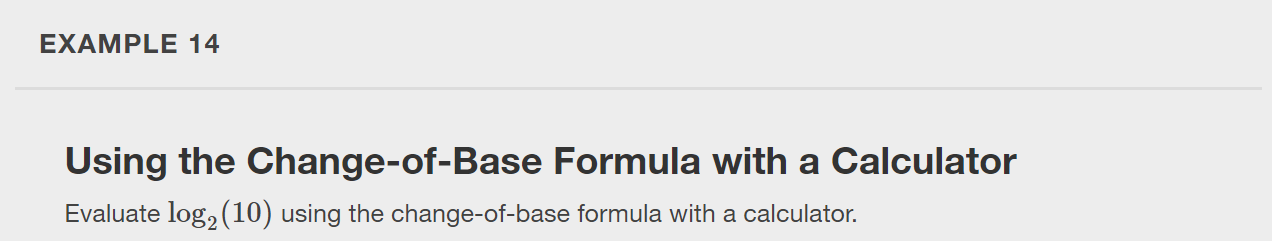 EXAMPLE 14
Using the Change-of-Base Formula with a Calculator
Evaluate log₂(10) using the change-of-base formula with a calculator.